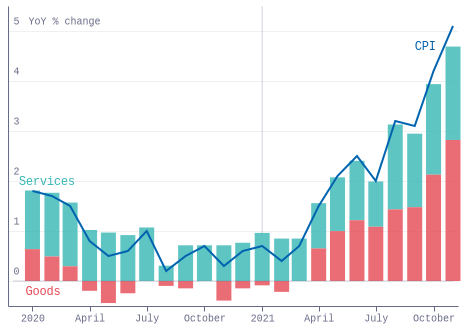 5 YoY % change
CPI
4
3
2
Services
1
0
Goods
2020 April July October 2021 April July October